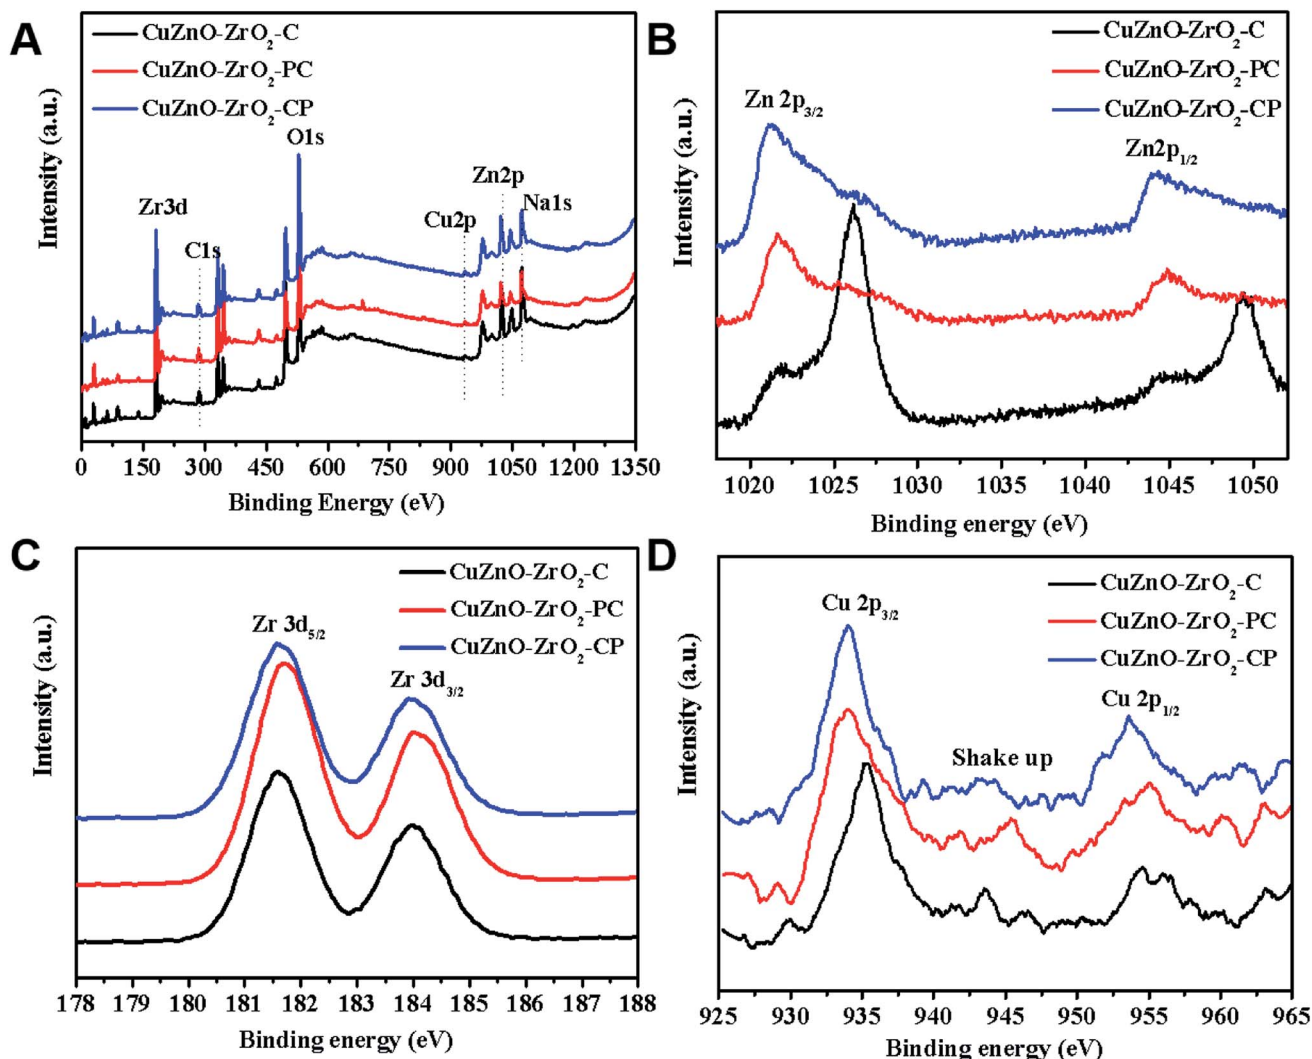 A
CuZnO-ZrO₂-C
CuZnO-ZrO₂-PC
CuZnO-ZrO₂-CP
O1s
Zr3d
C1s
Cu2p
Zn2p
Na1s
Intensity (a.u.)
0 150 300 450 600 750 900 1050 1200 1350
Binding Energy (eV)
B
CuZnO-ZrO₂-C
CuZnO-ZrO₂-PC
CuZnO-ZrO₂-CP
Zn 2p₃/₂
Zn2p₁/₂
Intensity (a.u.)
1020 1025 1030 1035 1040 1045 1050
Binding energy (eV)
C
CuZnO-ZrO₂-C
CuZnO-ZrO₂-PC
CuZnO-ZrO₂-CP
Zr 3d₅/₂
Zr 3d₃/₂
Intensity (a.u.)
178 179 180 181 182 183 184 185 186 187 188
Binding energy (eV)
D
CuZnO-ZrO₂-C
CuZnO-ZrO₂-PC
CuZnO-ZrO₂-CP
Cu 2p₃/₂
Cu 2p₁/₂
Shake up
Intensity (a.u.)
925 930 935 940 945 950 955 960 965
Binding energy (eV)